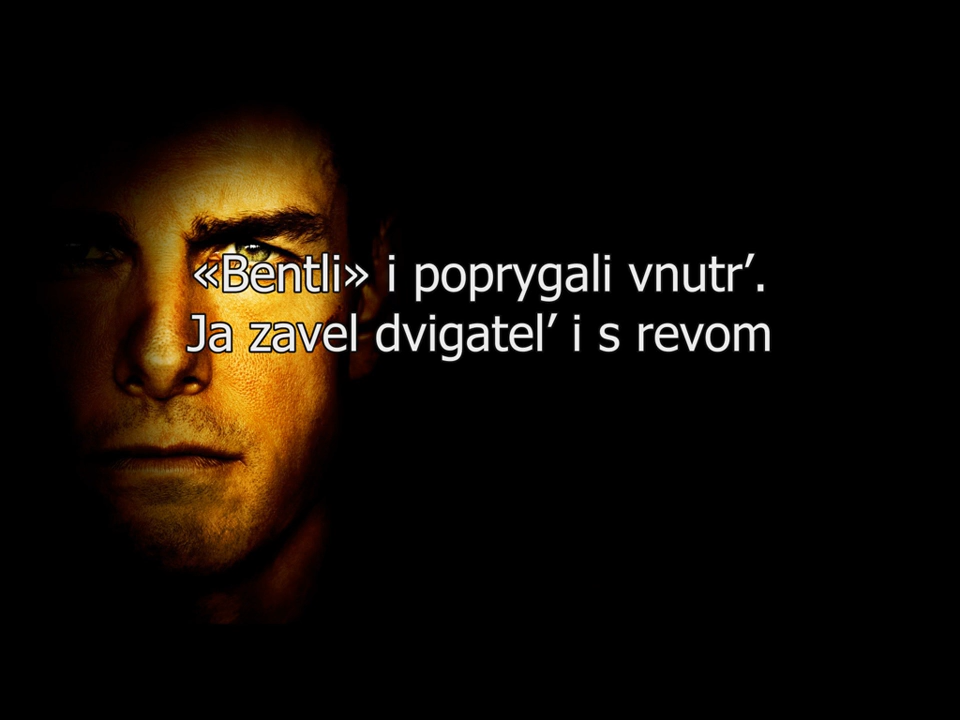 «Bentli» i poprygali vnutr’.
Ja zavel dvigatel’ i s revom